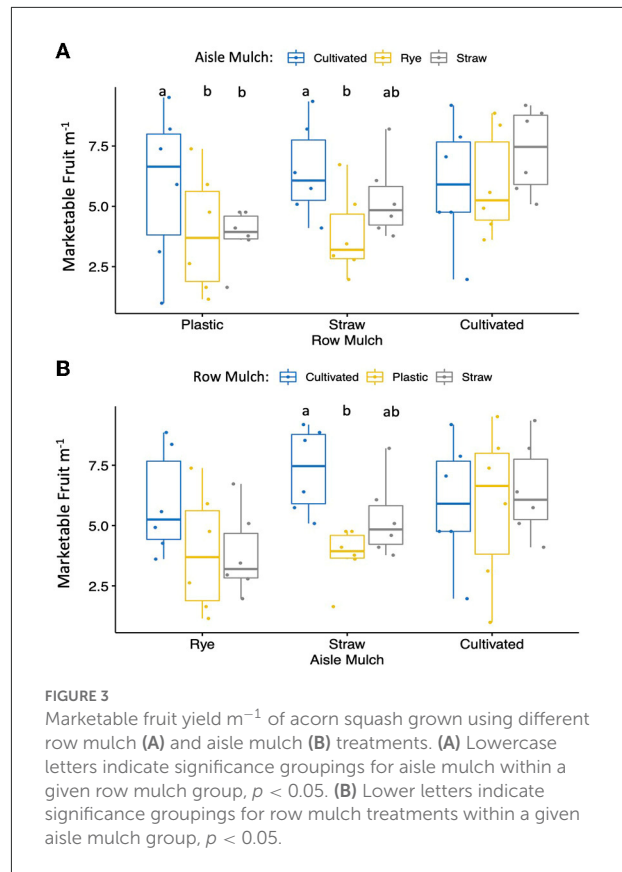 A
Aisle Mulch: Cultivated Rye Straw
a b b a b ab
Marketable Fruit m⁻¹
7.5
5.0
2.5
Plastic Straw Cultivated
Row Mulch
B
Row Mulch: Cultivated Plastic Straw
a b ab
Marketable Fruit m⁻¹
7.5
5.0
2.5
Rye Straw Cultivated
Aisle Mulch
FIGURE 3
Marketable fruit yield m⁻¹ of acorn squash grown using different
row mulch (A) and aisle mulch (B) treatments. (A) Lowercase
letters indicate significance groupings for aisle mulch within a
given row mulch group, p < 0.05. (B) Lower letters indicate
significance groupings for row mulch treatments within a given
aisle mulch group, p < 0.05.